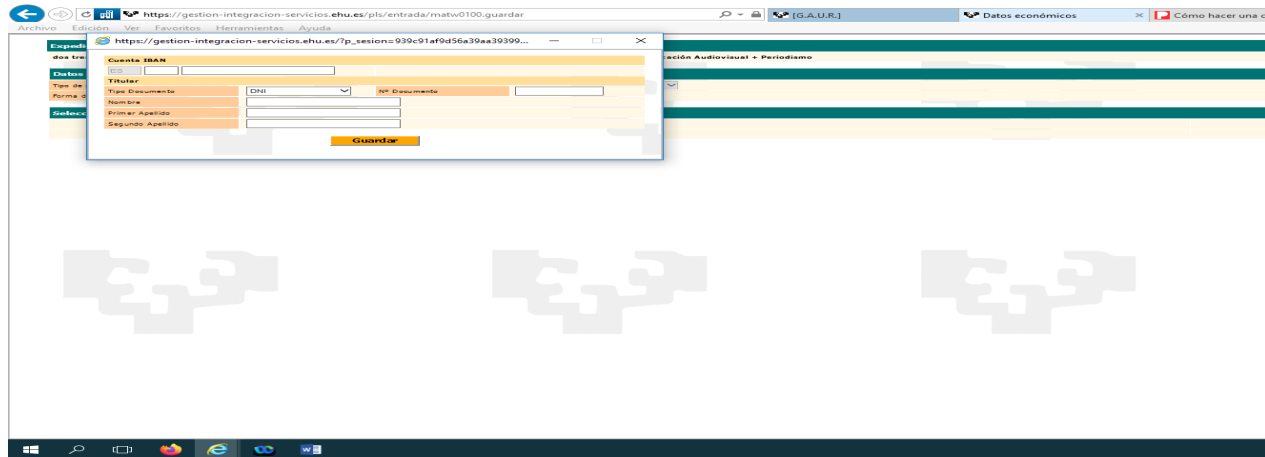 https://gestion-integracion-servicios.ehu.es/pls/entrada/matw0100.guardar
[G.A.U.R.]
Datos económicos
Cómo hacer una c
Archivo Edición Ver Favoritos Herramientas Ayuda
https://gestion-integracion-servicios.ehu.es/?p_sesion=939c91af9d56a39aa39399...
Expedi
dos tre
ación Audiovisual + Periodismo
Datos
Tipo de
Forma d
Selecc
Cuenta IBAN
ES
Titular
Tipo Documento DNI Nº Documento
Nombre
Primer Apellido
Segundo Apellido
Guardar